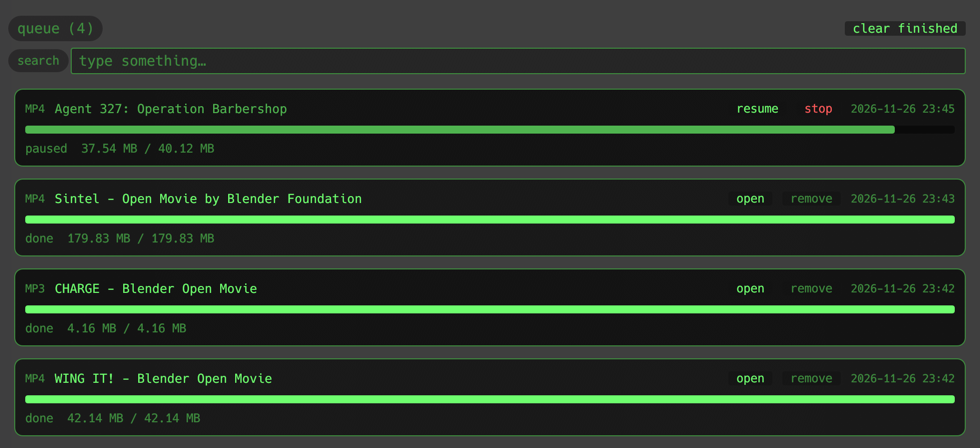 queue (4) clear finished
search type something…
MP4 Agent 327: Operation Barbershop resume stop 2026-11-26 23:45
paused 37.54 MB / 40.12 MB
MP4 Sintel - Open Movie by Blender Foundation open remove 2026-11-26 23:43
done 179.83 MB / 179.83 MB
MP3 CHARGE - Blender Open Movie open remove 2026-11-26 23:42
done 4.16 MB / 4.16 MB
MP4 WING IT! - Blender Open Movie open remove 2026-11-26 23:42
done 42.14 MB / 42.14 MB